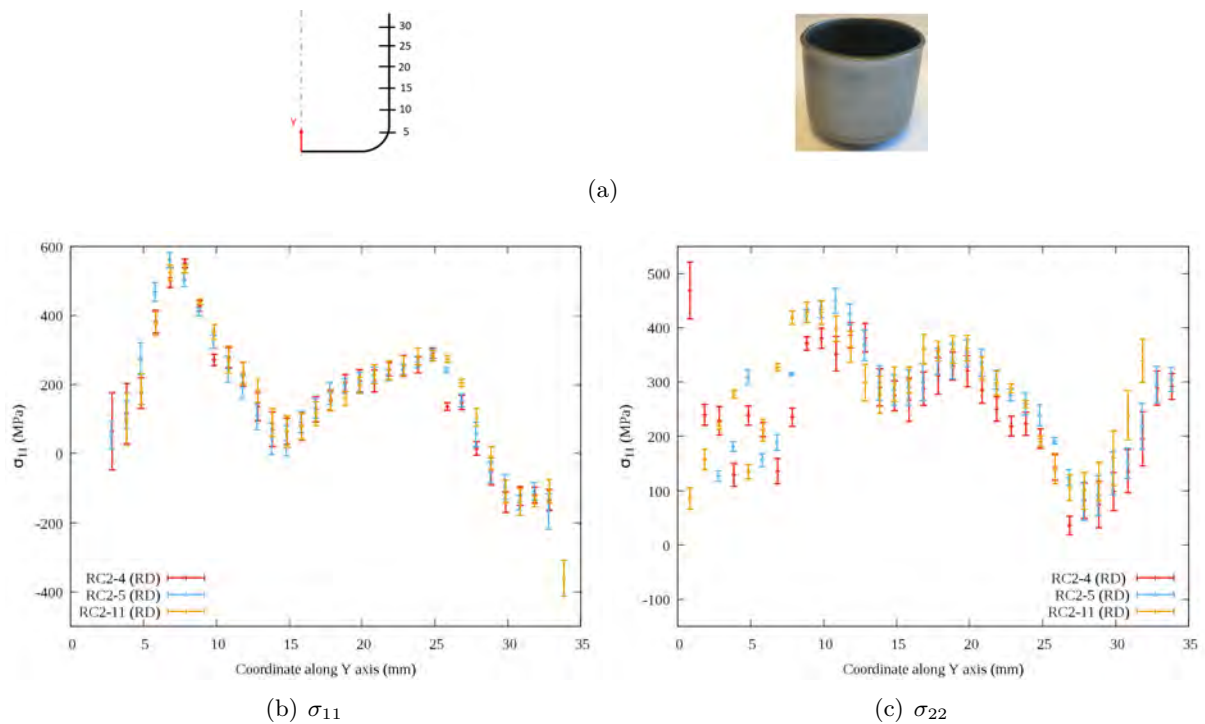 30
25
20
15
10
5
Y
(a)
600
400
200
0
-200
-400
σ11 (MPa)
RC2-4 (RD)
RC2-5 (RD)
RC2-11 (RD)
0 5 10 15 20 25 30 35
Coordinate along Y axis (mm)
(b) σ11
500
400
300
200
100
0
-100
σ11 (MPa)
RC2-4 (RD)
RC2-5 (RD)
RC2-11 (RD)
0 5 10 15 20 25 30 35
Coordinate along Y axis (mm)
(c) σ22